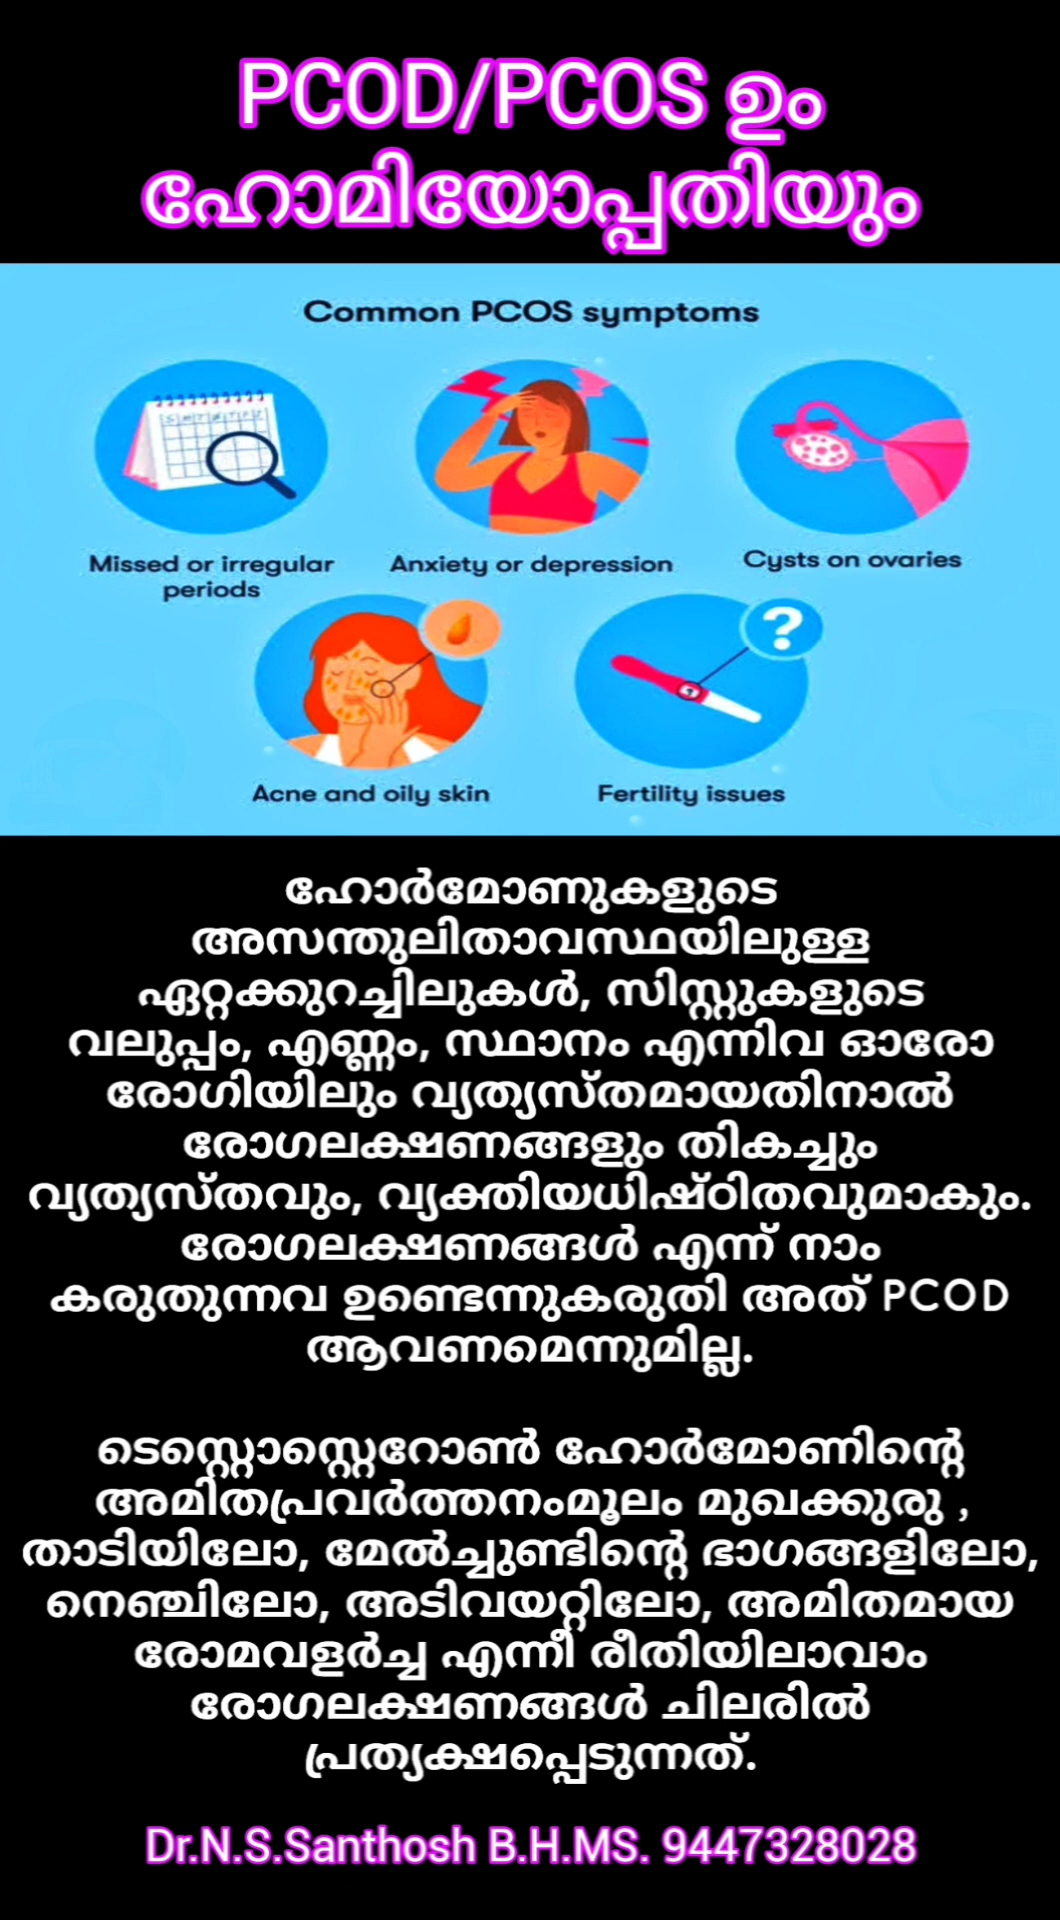 PCOD/PCOS ഉം
ഹോമിയോപ്പതിയും
Common PCOS symptoms
Missed or irregular
periods
Anxiety or depression
Cysts on ovaries
Acne and oily skin
Fertility issues
ഹോർമോണുകളുടെ
അസന്തുലിതാവസ്ഥയിലുള്ള
ഏറ്റക്കുറച്ചിലുകൾ, സിസ്റ്റുകളുടെ
വലുപ്പം, എണ്ണം, സ്ഥാനം എന്നിവ ഓരോ
രോഗിയിലും വ്യത്യസ്തമായതിനാൽ
രോഗലക്ഷണങ്ങളും തികച്ചും
വ്യത്യസ്തവും, വ്യക്തിയധിഷ്ഠിതവുമാകും.
രോഗലക്ഷണങ്ങൾ എന്ന് നാം
കരുതുന്നവ ഉണ്ടെന്നുകരുതി അത് PCOD
ആവണമെന്നുമില്ല.
ടെസ്റ്റൊസ്റ്റെറോൺ ഹോർമോണിന്റെ
അമിതപ്രവർത്തനംമൂലം മുഖക്കുരു ,
താടിയിലോ, മേൽച്ചുണ്ടിന്റെ ഭാഗങ്ങളിലോ,
നെഞ്ചിലോ, അടിവയറ്റിലോ, അമിതമായ
രോമവളർച്ച എന്നീ രീതിയിലാവാം
രോഗലക്ഷണങ്ങൾ ചിലരിൽ
പ്രത്യക്ഷപ്പെടുന്നത്.
Dr.N.S.Santhosh B.H.MS. 9447328028